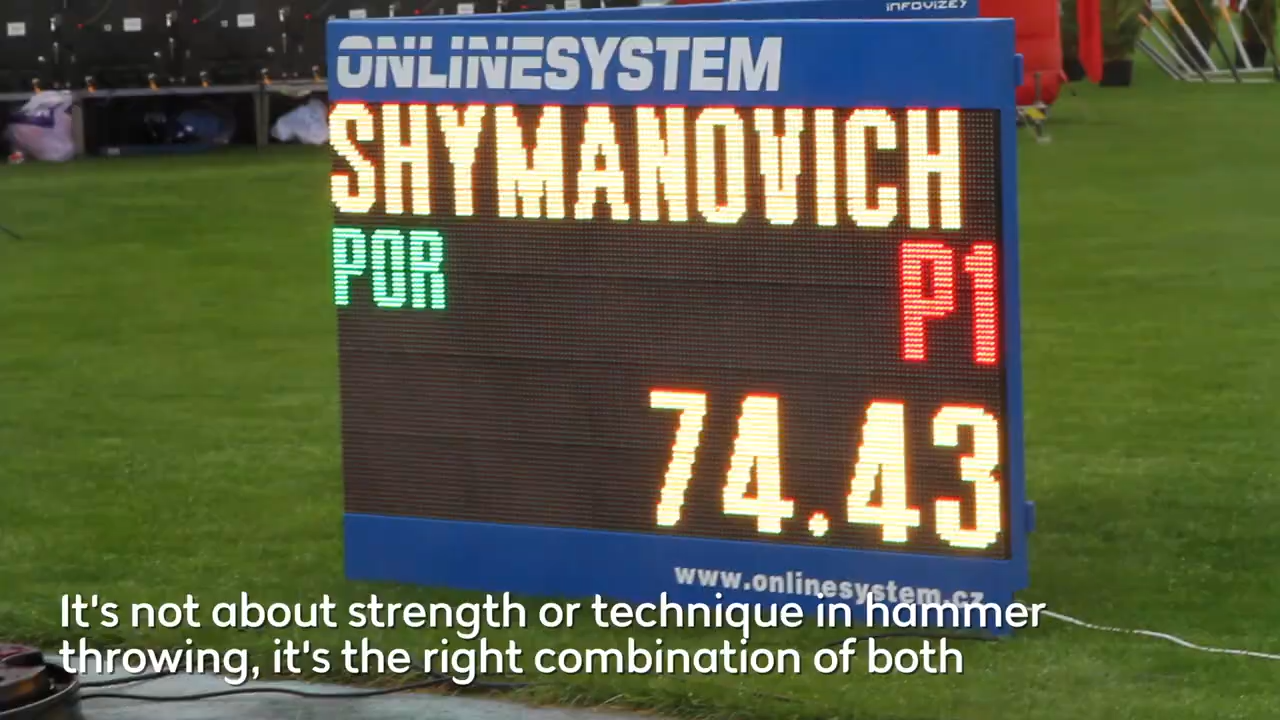 INFOVIZEY
ONLINESYSTEM
SHYMANOVICH
POR
P1
74.43
www.onlinesystem.cz
It's not about strength or technique in hammer
throwing, it's the right combination of both